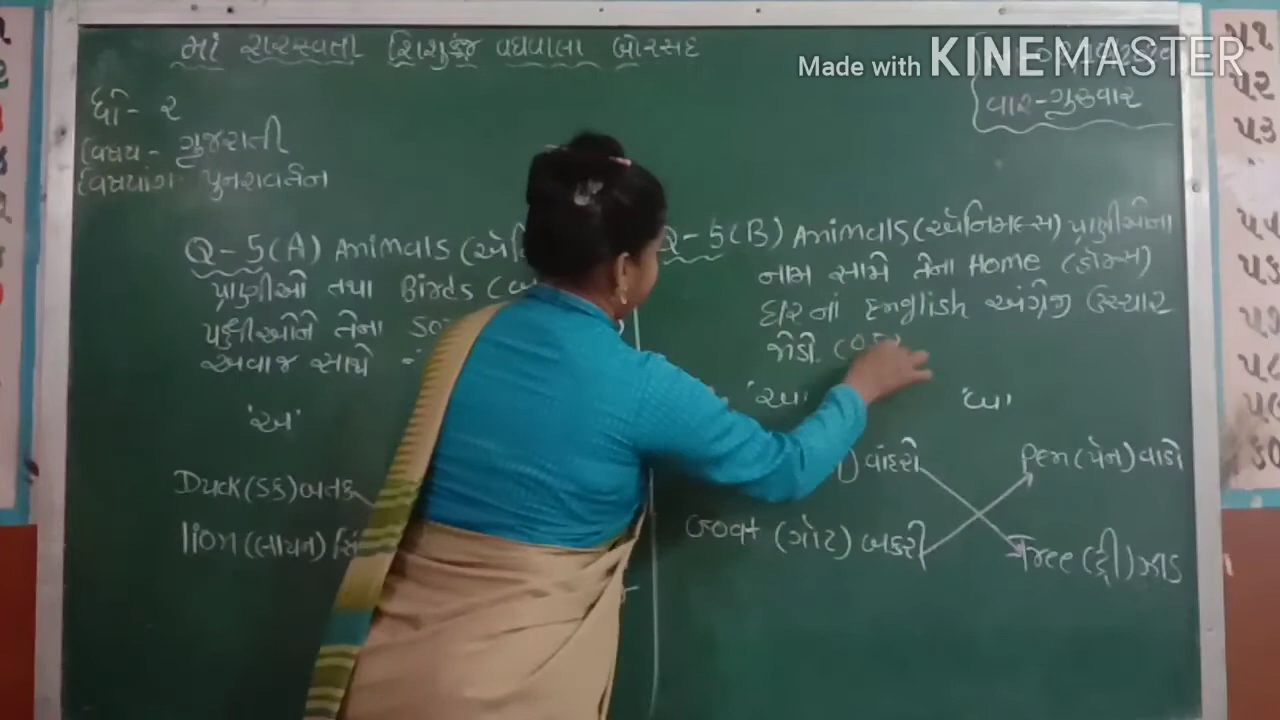 માં સરસ્વતી શિશુકુંજ વઘવાલા બોરસદ
Made with KINEMASTER
વાર-ગુરુવાર
ધો- ૨
વિષય- ગુજરાતી
વિષયાંગ પુનરાવર્તન
Q-5(A) Animals
પ્રાણીઓ તથા Birds
પક્ષીઓને તેના
અવાજ સાથે
'અ'
Duck(ડક) બતક
lion(લાયન)
Q-5(B) Animals(એનિમલ્સ) પ્રાણીઓના
નામ સામે તેના Home (હોમ્સ)
ઘરનાં English અંગ્રેજી ઉચ્ચાર
જોડો.
'અ' 'બ'
વાંદરો Pen(પેન) વાડો
Goat (ગોટ) બકરી Tree(ટ્રી) ઝાડ
૫૧
૫૨
૫૩
૫૫
૫૬
૫૭
૫૮
૫૯
૬૦